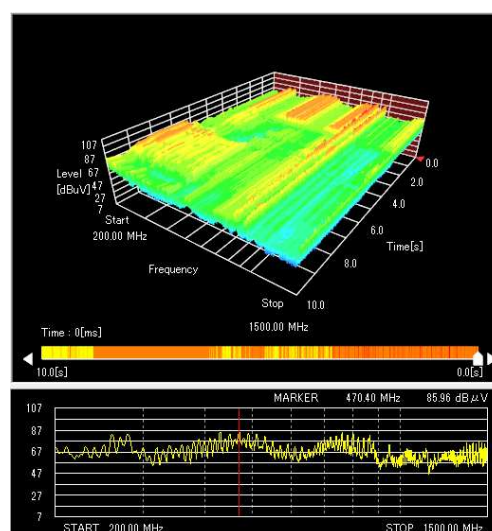 107
87
Level 67
[dBuV] 47
27
7
Start
200.00 MHz
Frequency
Stop
1500.00 MHz
0.0
2.0
4.0
6.0
Time[s]
8.0
10.0
Time : 0[ms]
10.0[s] 0.0[s]
MARKER 470.40 MHz 85.96 dBμV
107
87
67
47
27
7
START 200.00 MHz STOP 1500.00 MHz